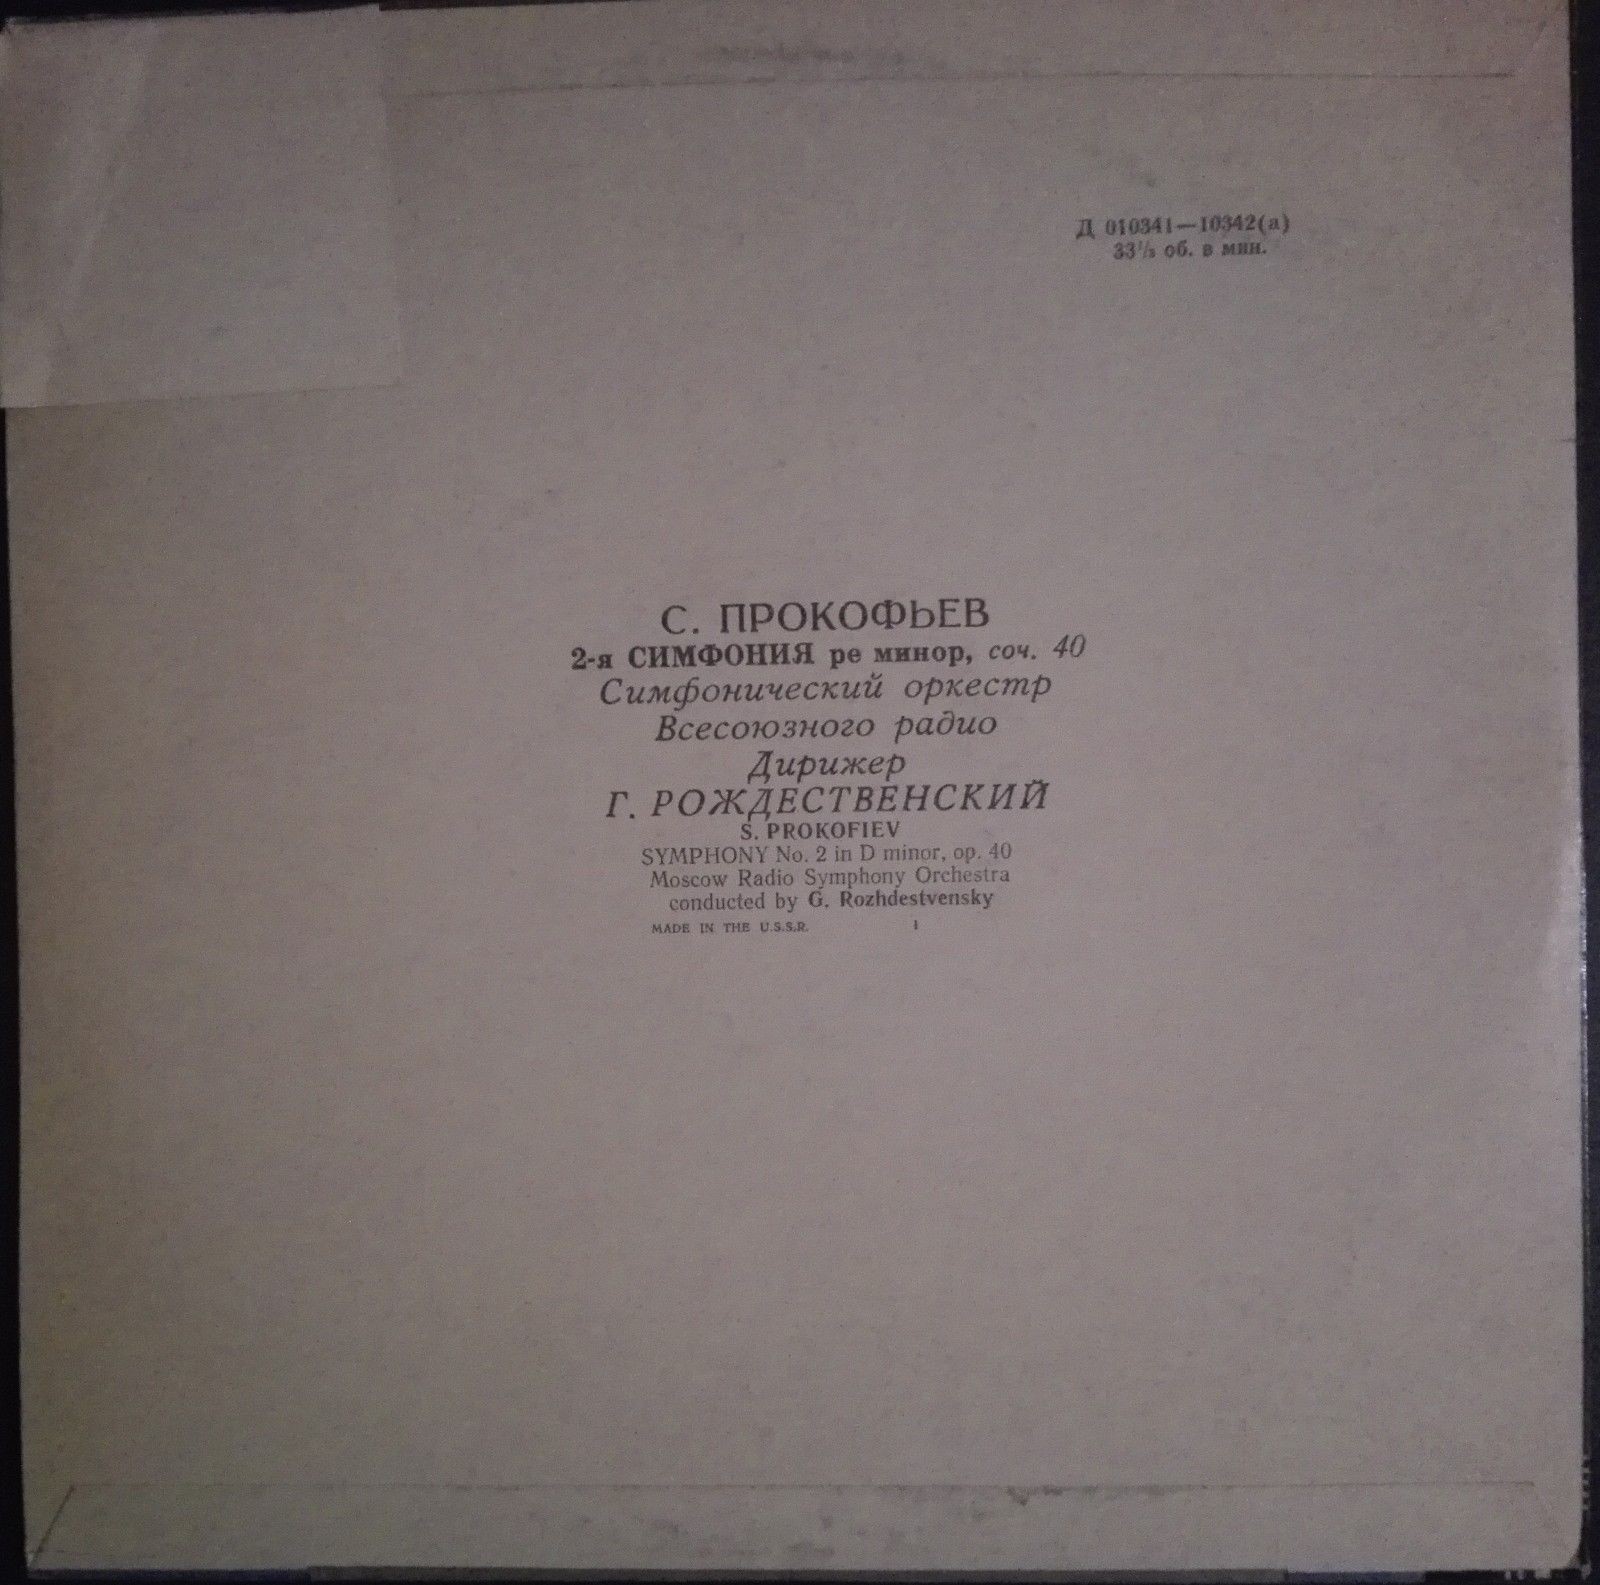 Д 010341—10342(а)
33⅓ об. в мин.
С. ПРОКОФЬЕВ
2-я СИМФОНИЯ ре минор, соч. 40
Симфонический оркестр
Всесоюзного радио
Дирижер
Г. РОЖДЕСТВЕНСКИЙ
S. PROKOFIEV
SYMPHONY No. 2 in D minor, op. 40
Moscow Radio Symphony Orchestra
conducted by G. Rozhdestvensky
MADE IN THE U.S.S.R. 1